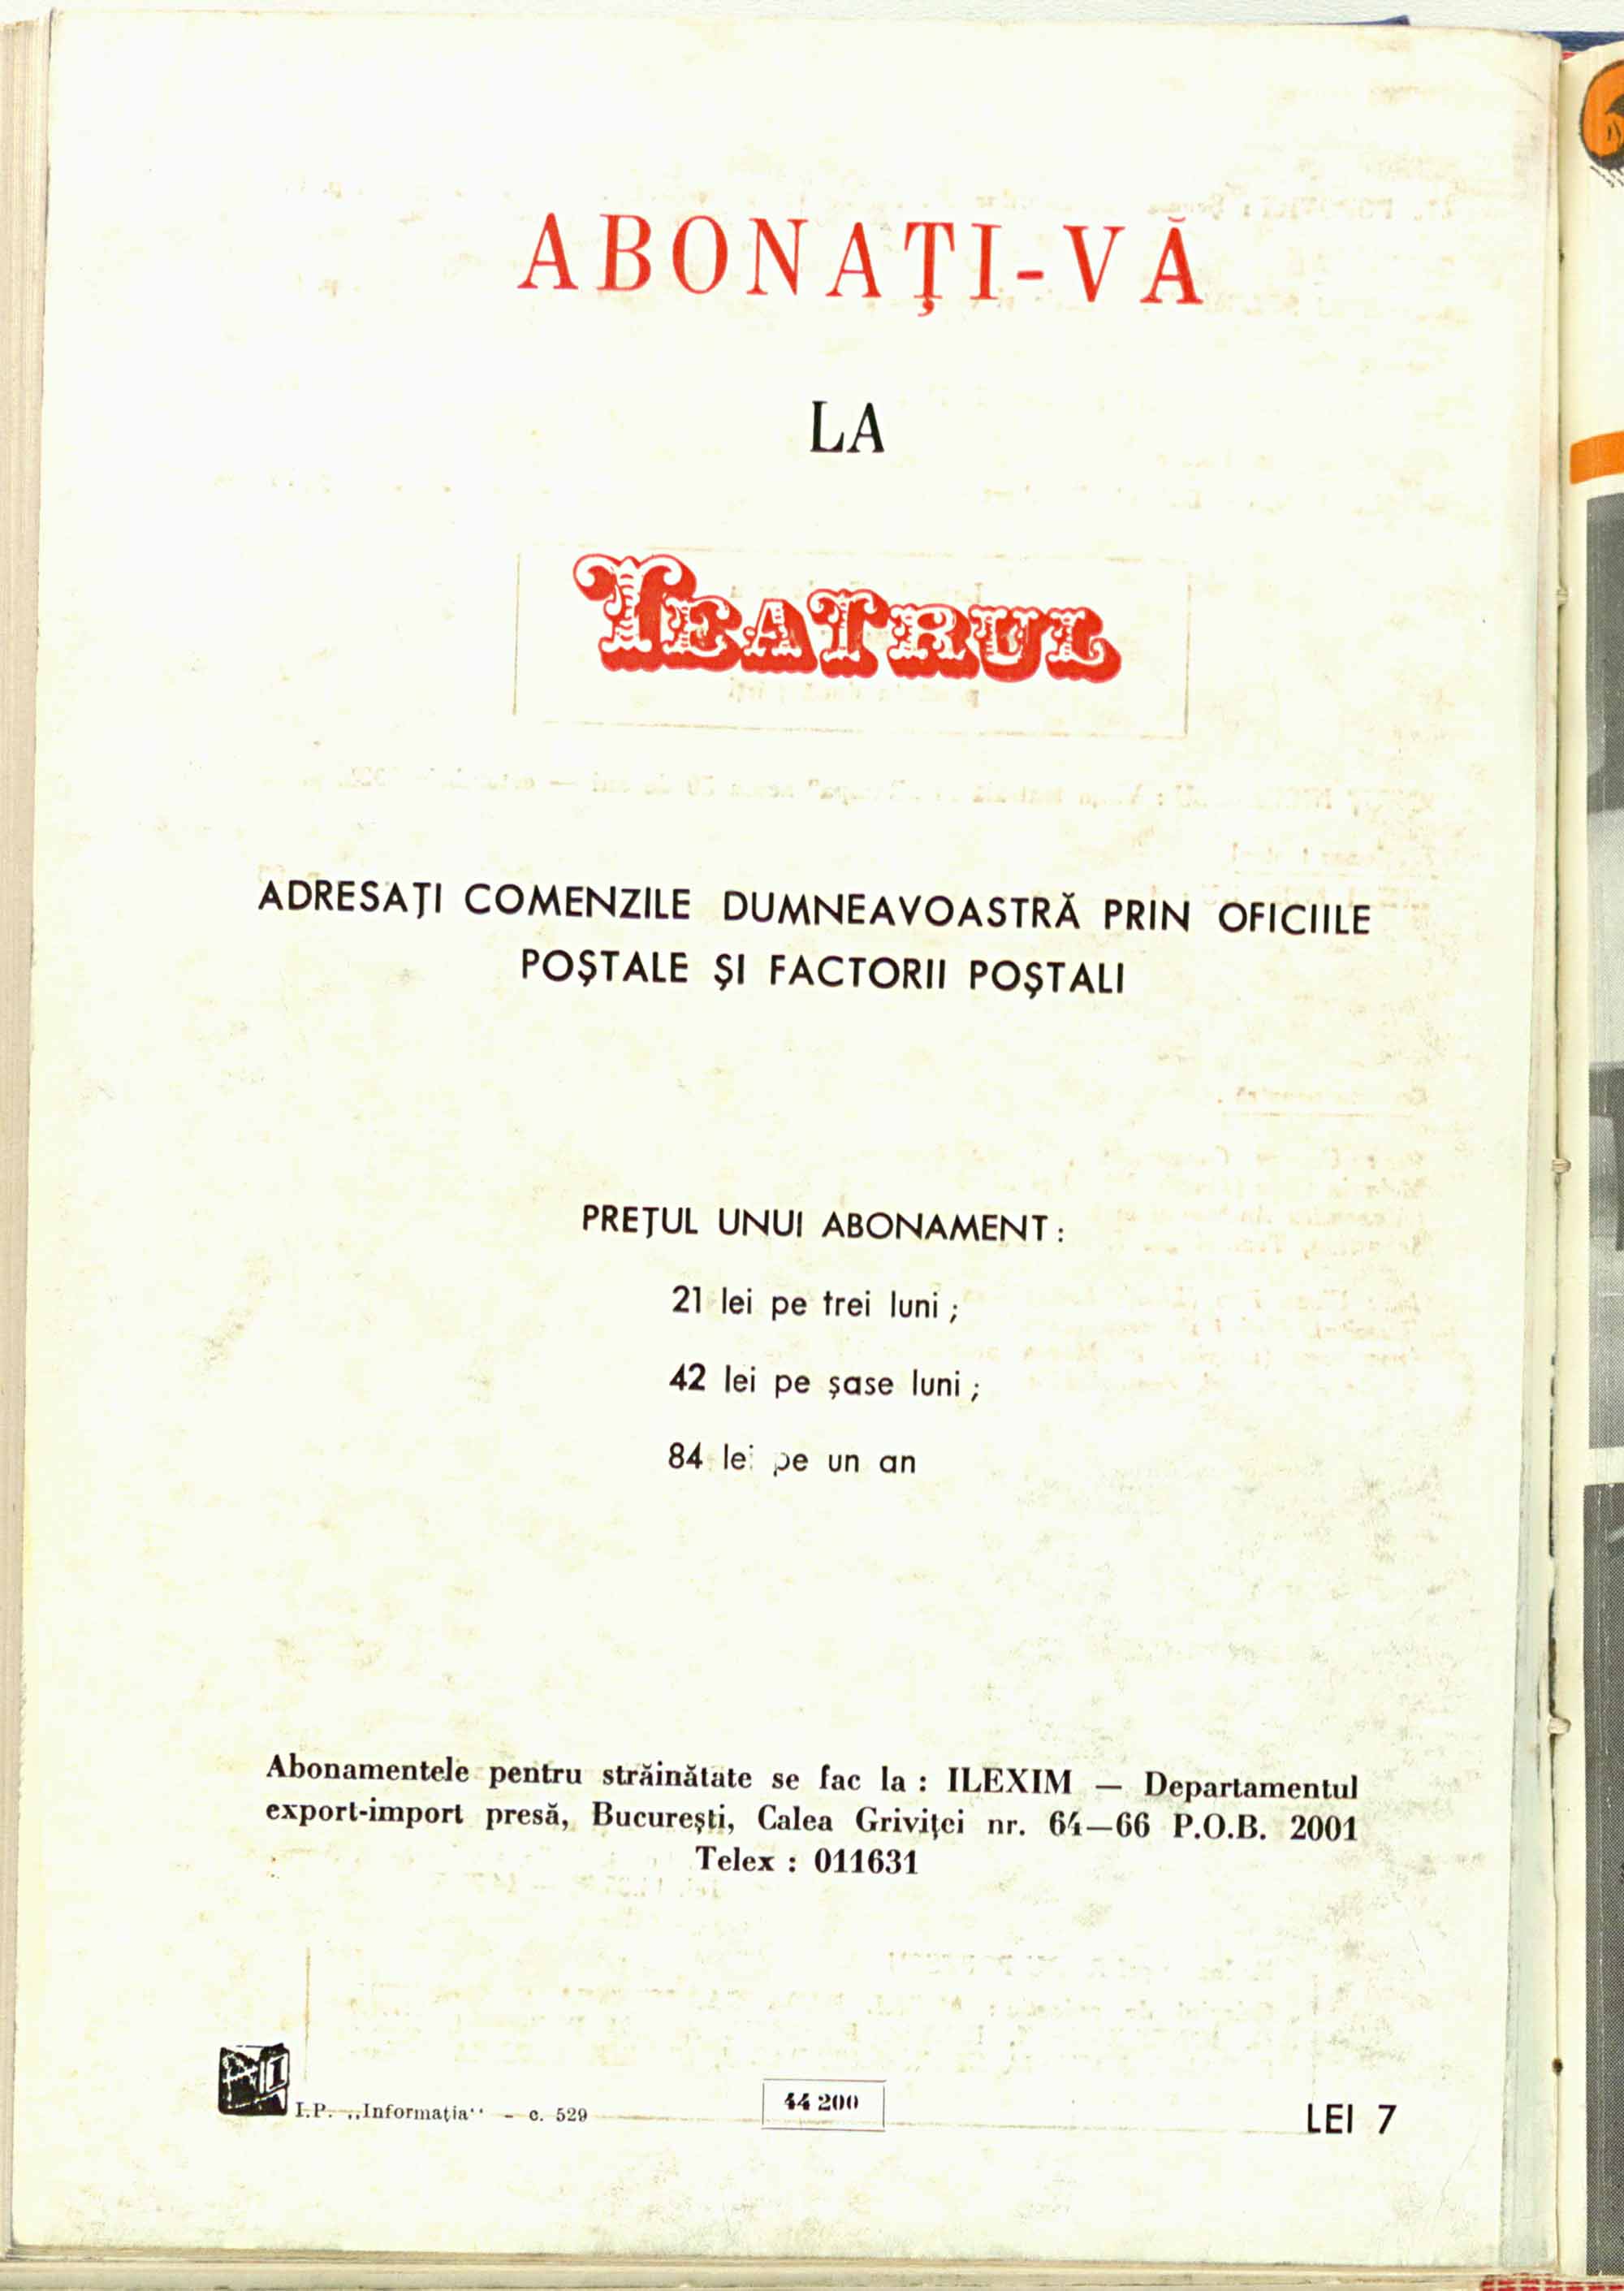 ABONAȚI-VĂ
LA
TEATRUL
ADRESAȚI COMENZILE DUMNEAVOASTRĂ PRIN OFICIILE
POȘTALE ȘI FACTORII POȘTALI
PREȚUL UNUI ABONAMENT :
21 lei pe trei luni ;
42 lei pe șase luni ;
84 lei pe un an
Abonamentele pentru străinătate se fac la : ILEXIM — Departamentul
export-import presă, București, Calea Griviței nr. 64—66 P.O.B. 2001
Telex : 011631
I.P. „Informația" - c. 529
44 200
LEI 7